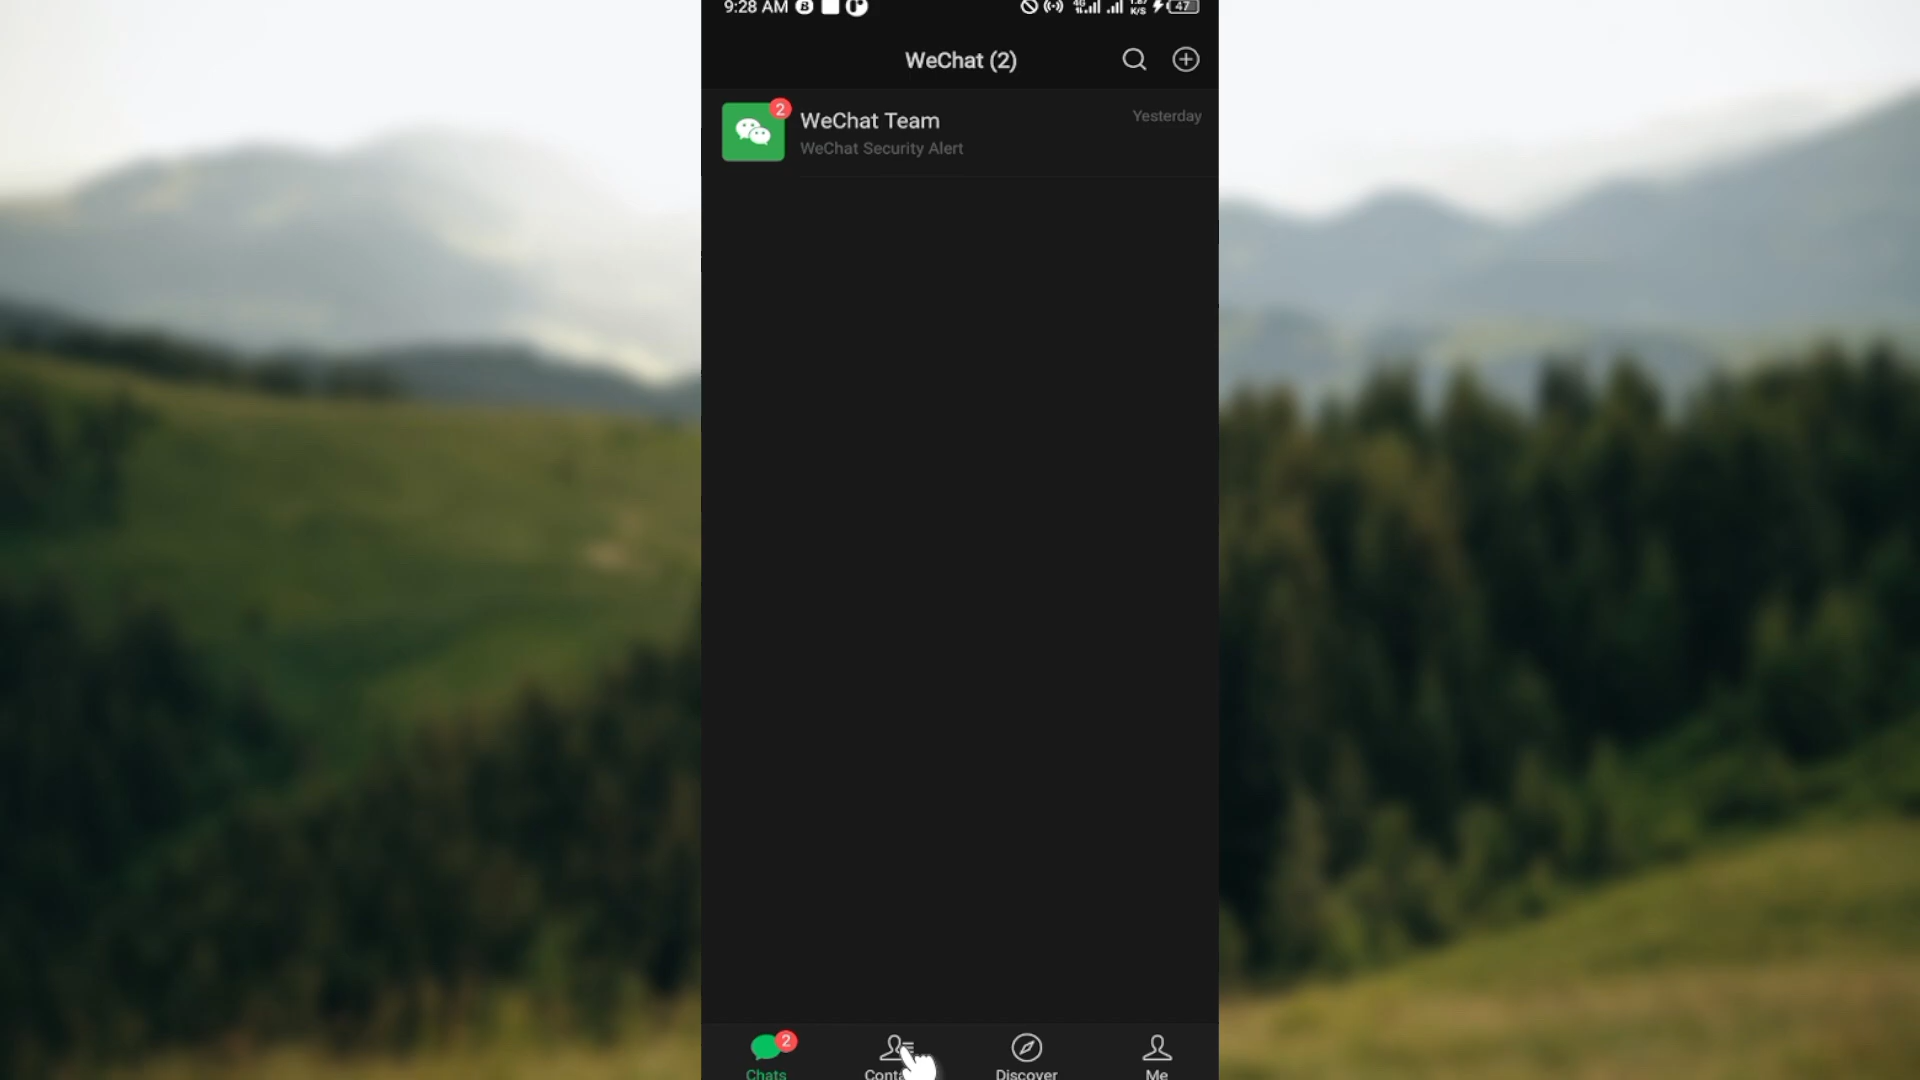 9:28 AM
47
WeChat (2)
2
WeChat Team
Yesterday
WeChat Security Alert
2
Chats
Discover
Me